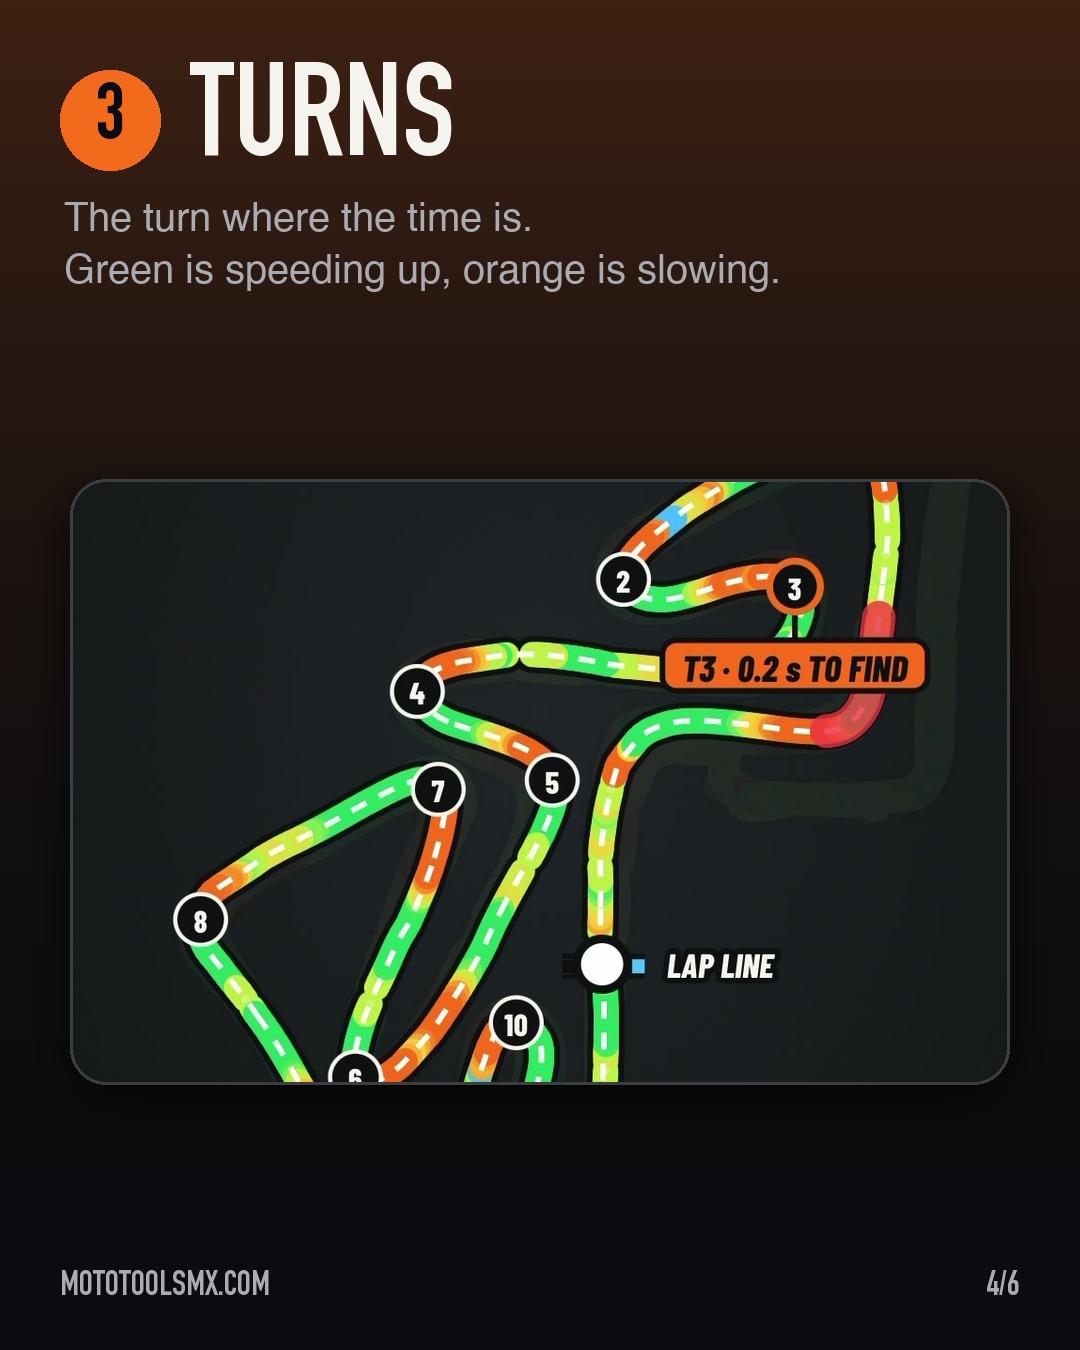 3 TURNS
The turn where the time is.
Green is speeding up, orange is slowing.
2
3
T3 · 0.2 s TO FIND
4
5
7
8
LAP LINE
10
6
MOTOTOOLSMX.COM
4/6